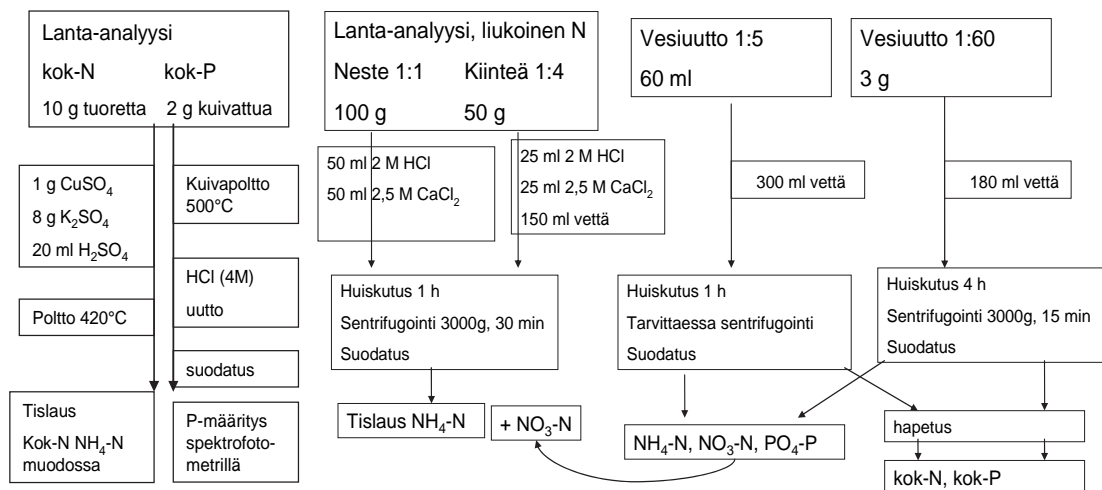 Lanta-analyysi
kok-N kok-P
10 g tuoretta 2 g kuivattua
1 g CuSO₄
8 g K₂SO₄
20 ml H₂SO₄
Poltto 420°C
Tislaus
Kok-N NH₄-N
muodossa
Kuivapoltto
500°C
HCl (4M)
uutto
suodatus
P-määritys
spektrofoto-
metrillä
Lanta-analyysi, liukoinen N
Neste 1:1 Kiinteä 1:4
100 g 50 g
50 ml 2 M HCl
50 ml 2,5 M CaCl₂
25 ml 2 M HCl
25 ml 2,5 M CaCl₂
150 ml vettä
Huiskutus 1 h
Sentrifugointi 3000g, 30 min
Suodatus
Tislaus NH₄-N
+ NO₃-N
Vesiuutto 1:5
60 ml
300 ml vettä
Huiskutus 1 h
Tarvittaessa sentrifugointi
Suodatus
NH₄-N, NO₃-N, PO₄-P
Vesiuutto 1:60
3 g
180 ml vettä
Huiskutus 4 h
Sentrifugointi 3000g, 15 min
Suodatus
hapetus
kok-N, kok-P